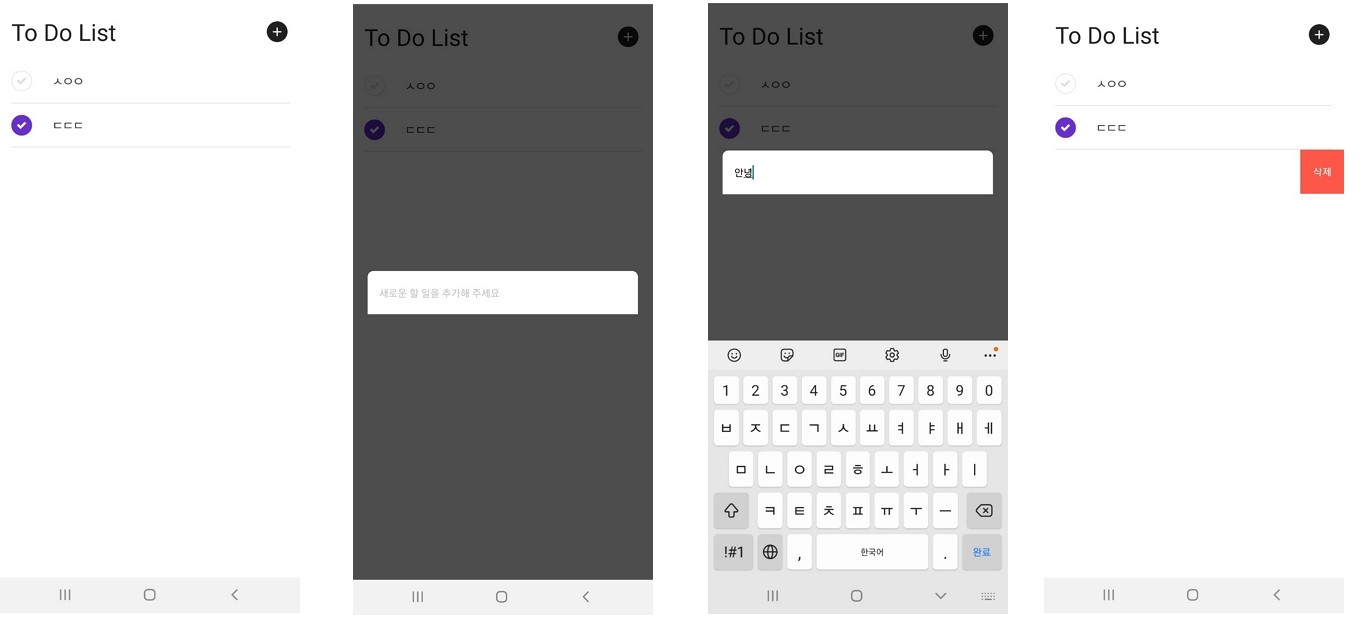 To Do List
ㅅㅇㅇ
ㄷㄷㄷ
To Do List
ㅅㅇㅇ
ㄷㄷㄷ
새로운 할 일을 추가해 주세요
To Do List
ㅅㅇㅇ
ㄷㄷㄷ
안녕
GIF
1 2 3 4 5 6 7 8 9 0
ㅂ ㅈ ㄷ ㄱ ㅅ ㅛ ㅕ ㅑ ㅐ ㅔ
ㅁ ㄴ ㅇ ㄹ ㅎ ㅗ ㅓ ㅏ ㅣ
ㅋ ㅌ ㅊ ㅍ ㅠ ㅜ ㅡ
!#1 , 한국어 . 완료
To Do List
ㅅㅇㅇ
ㄷㄷㄷ
삭제